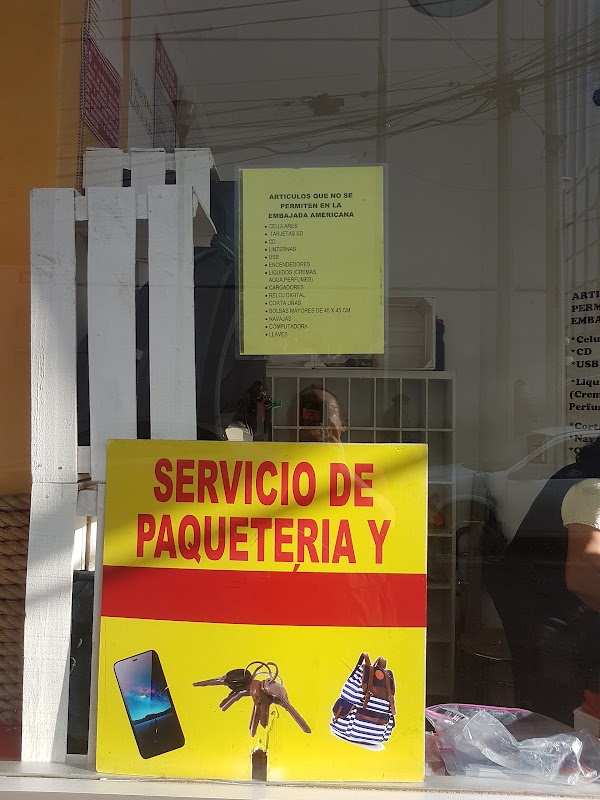 ARTICULOS QUE NO SE
PERMITEN EN LA
EMBAJADA AMERICANA
• CELULARES
• TARJETAS SD
• CD
• LINTERNAS
• USB
• ENCENDEDORES
• LIQUIDOS (CREMAS,
AGUA,PERFUMES)
• CARGADORES
• RELOJ DIGITAL
• CORTA UÑAS
• BOLSAS MAYORES DE 45 X 45 CM
• NAVAJAS
• COMPUTADORA
• LLAVES
SERVICIO DE
PAQUETERIA Y
ARTI
PERM
EMBA
*Celu
*CD
*USB
*Liqu
(Crem
Perfu
*Cort
*Nav